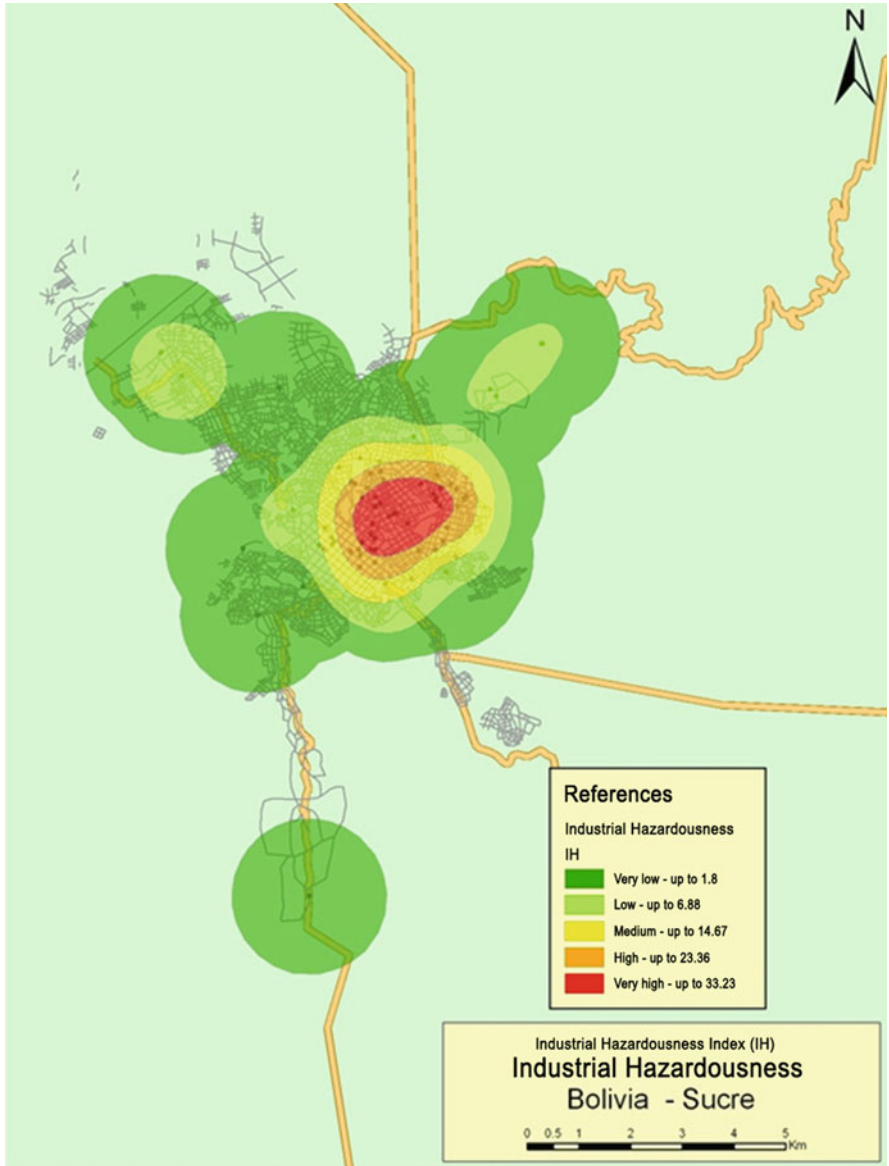 N
References
Industrial Hazardousness
IH
Very low - up to 1.8
Low - up to 6.88
Medium - up to 14.67
High - up to 23.36
Very high - up to 33.23
Industrial Hazardousness Index (IH)
Industrial Hazardousness
Bolivia - Sucre
0 0.5 1 2 3 4 5
Km